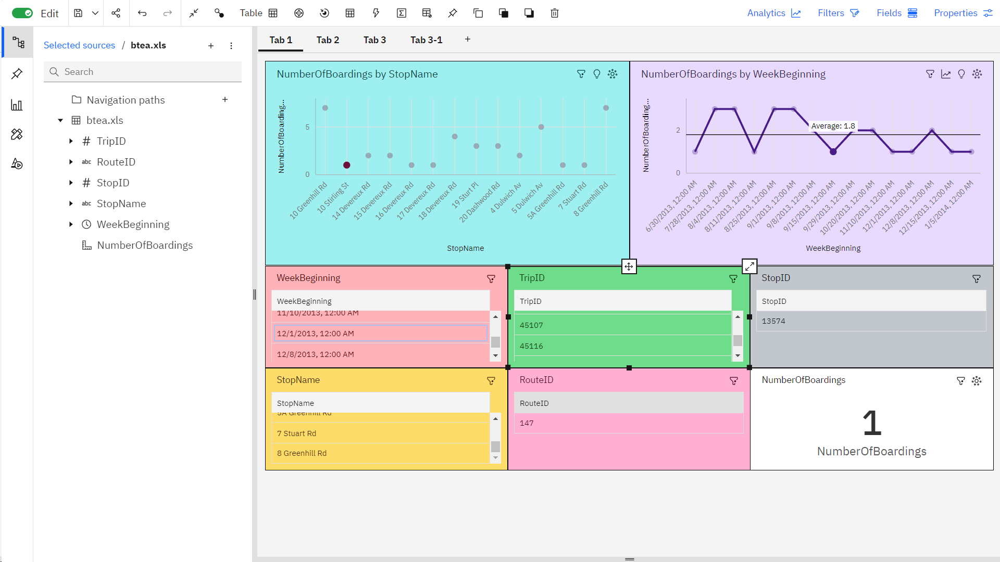 Edit
Table
Analytics
Filters
Fields
Properties
Selected sources / btea.xls
Search
Navigation paths
btea.xls
TripID
abc RouteID
StopID
abc StopName
WeekBeginning
NumberOfBoardings
Tab 1
Tab 2
Tab 3
Tab 3-1
NumberOfBoardings by StopName
NumberOfBoarding...
5
0
10 Greenhill Rd
10 Stirling St
14 Devereux Rd
15 Devereux Rd
16 Devereux Rd
17 Devereux Rd
18 Devereux Rd
19 Sturt Pl
20 Dashwood Rd
4 Dulwich Av
5 Dulwich Av
5A Greenhill Rd
7 Stuart Rd
8 Greenhill Rd
StopName
NumberOfBoardings by WeekBeginning
NumberOfBoarding...
2
0
Average: 1.8
6/30/2013, 12:00 AM
7/28/2013, 12:00 AM
8/4/2013, 12:00 AM
8/11/2013, 12:00 AM
8/25/2013, 12:00 AM
9/1/2013, 12:00 AM
9/8/2013, 12:00 AM
9/15/2013, 12:00 AM
9/29/2013, 12:00 AM
10/20/2013, 12:00 AM
11/10/2013, 12:00 AM
12/1/2013, 12:00 AM
12/8/2013, 12:00 AM
12/15/2013, 12:00 AM
1/5/2014, 12:00 AM
WeekBeginning
WeekBeginning
WeekBeginning
11/10/2013, 12:00 AM
12/1/2013, 12:00 AM
12/8/2013, 12:00 AM
TripID
TripID
45107
45116
StopID
StopID
13574
StopName
StopName
5A Greenhill Rd
7 Stuart Rd
8 Greenhill Rd
RouteID
RouteID
147
NumberOfBoardings
1
NumberOfBoardings